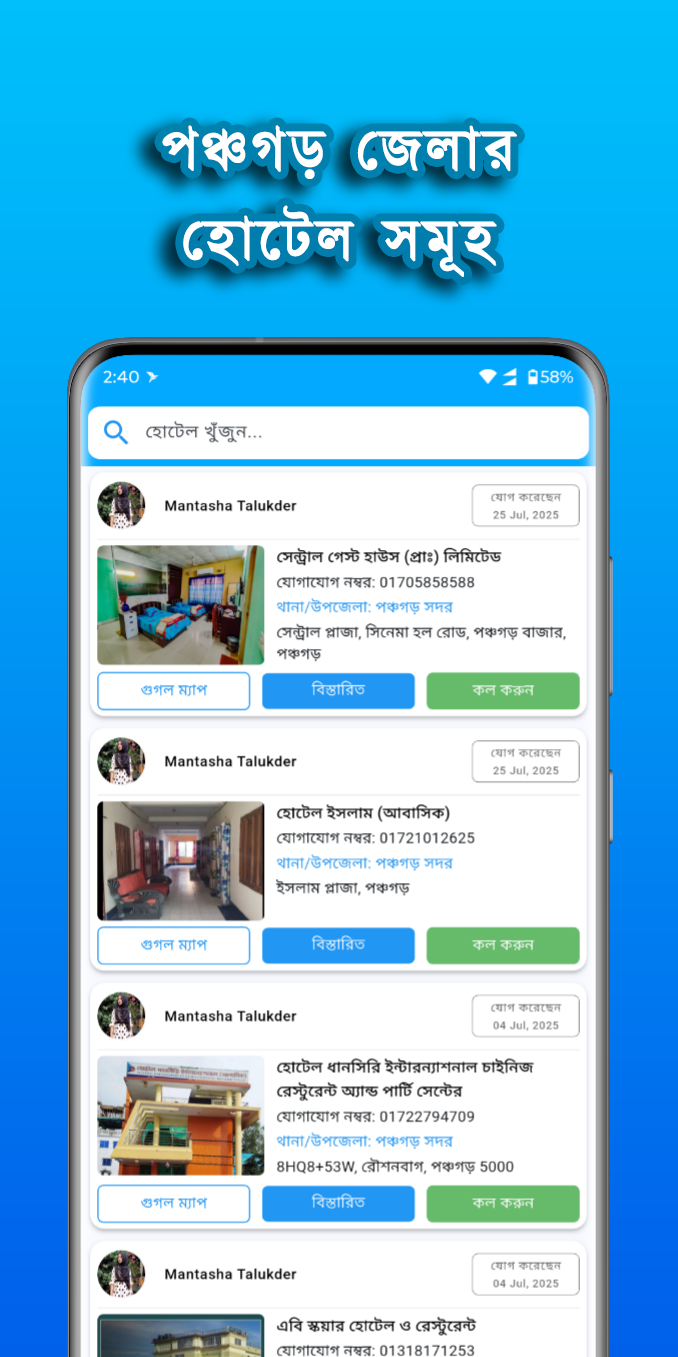 পঞ্চগড় জেলার
হোটেল সমূহ
2:40
58%
হোটেল খুঁজুন...
Mantasha Talukder
যোগ করেছেন
25 Jul, 2025
সেন্ট্রাল গেস্ট হাউস (প্রাঃ) লিমিটেড
যোগাযোগ নম্বর: 01705858588
থানা/উপজেলা: পঞ্চগড় সদর
সেন্ট্রাল প্লাজা, সিনেমা হল রোড, পঞ্চগড় বাজার,
পঞ্চগড়
গুগল ম্যাপ
বিস্তারিত
কল করুন
Mantasha Talukder
যোগ করেছেন
25 Jul, 2025
হোটেল ইসলাম (আবাসিক)
যোগাযোগ নম্বর: 01721012625
থানা/উপজেলা: পঞ্চগড় সদর
ইসলাম প্লাজা, পঞ্চগড়
গুগল ম্যাপ
বিস্তারিত
কল করুন
Mantasha Talukder
যোগ করেছেন
04 Jul, 2025
হোটেল ধানসিরি ইন্টারন্যাশনাল চাইনিজ
রেস্টুরেন্ট অ্যান্ড পার্টি সেন্টের
যোগাযোগ নম্বর: 01722794709
থানা/উপজেলা: পঞ্চগড় সদর
8HQ8+53W, রৌশনবাগ, পঞ্চগড় 5000
গুগল ম্যাপ
বিস্তারিত
কল করুন
Mantasha Talukder
যোগ করেছেন
04 Jul, 2025
এবি স্কয়ার হোটেল ও রেস্টুরেন্ট
যোগাযোগ নম্বর: 01318171253